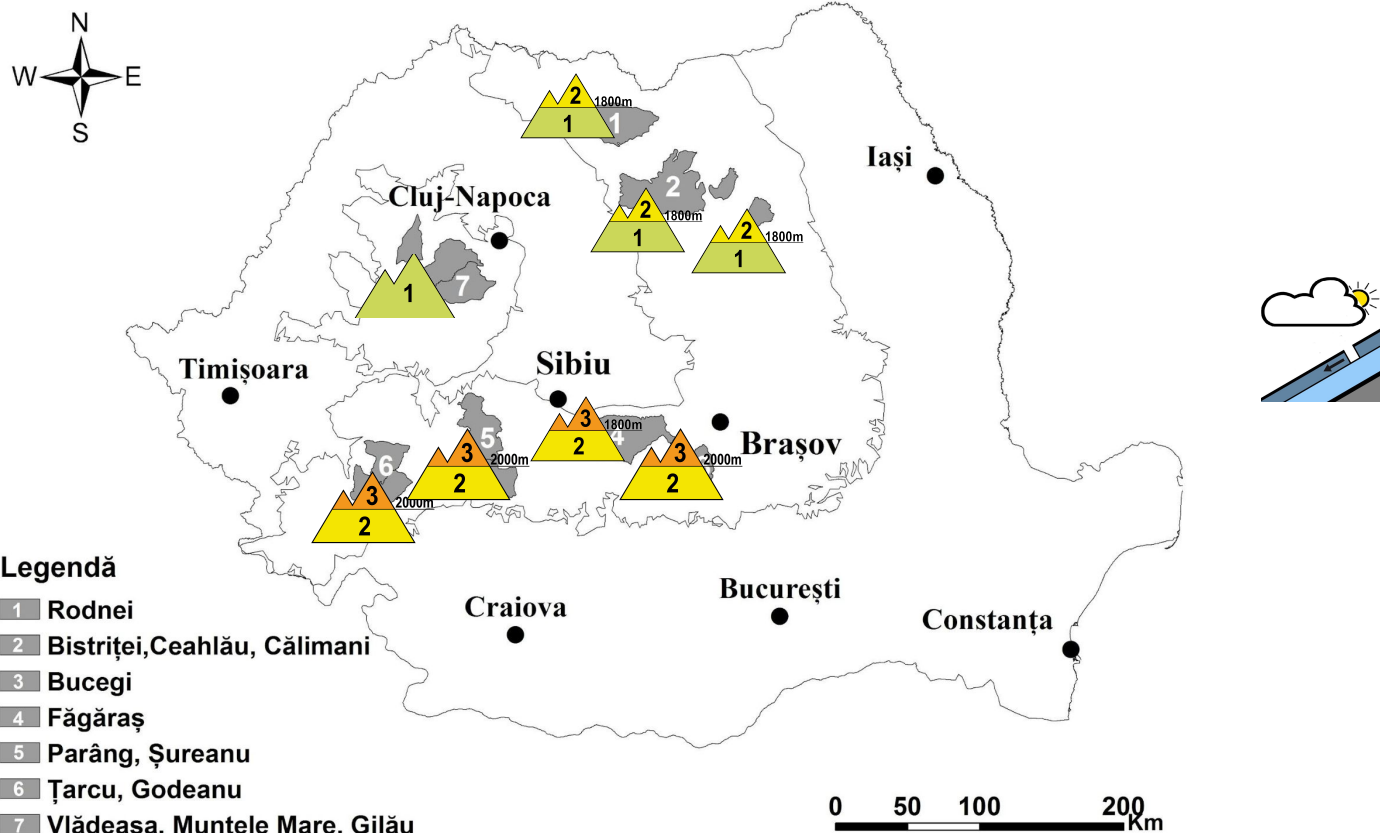 N
W E
S
2
1800m
1
1
Iași
Cluj-Napoca
2
2
1800m
1
2
1800m
1
1
7
Timișoara
Sibiu
3
1800m
2
4
Brașov
5
3
2000m
2
3
2000m
2
6
3
2000m
2
Legendă
1 Rodnei
2 Bistriței,Ceahlău, Călimani
3 Bucegi
4 Făgăraș
5 Parâng, Șureanu
6 Țarcu, Godeanu
7 Vlădeasa, Muntele Mare, Gilău
Craiova
București
Constanța
0 50 100 200
Km